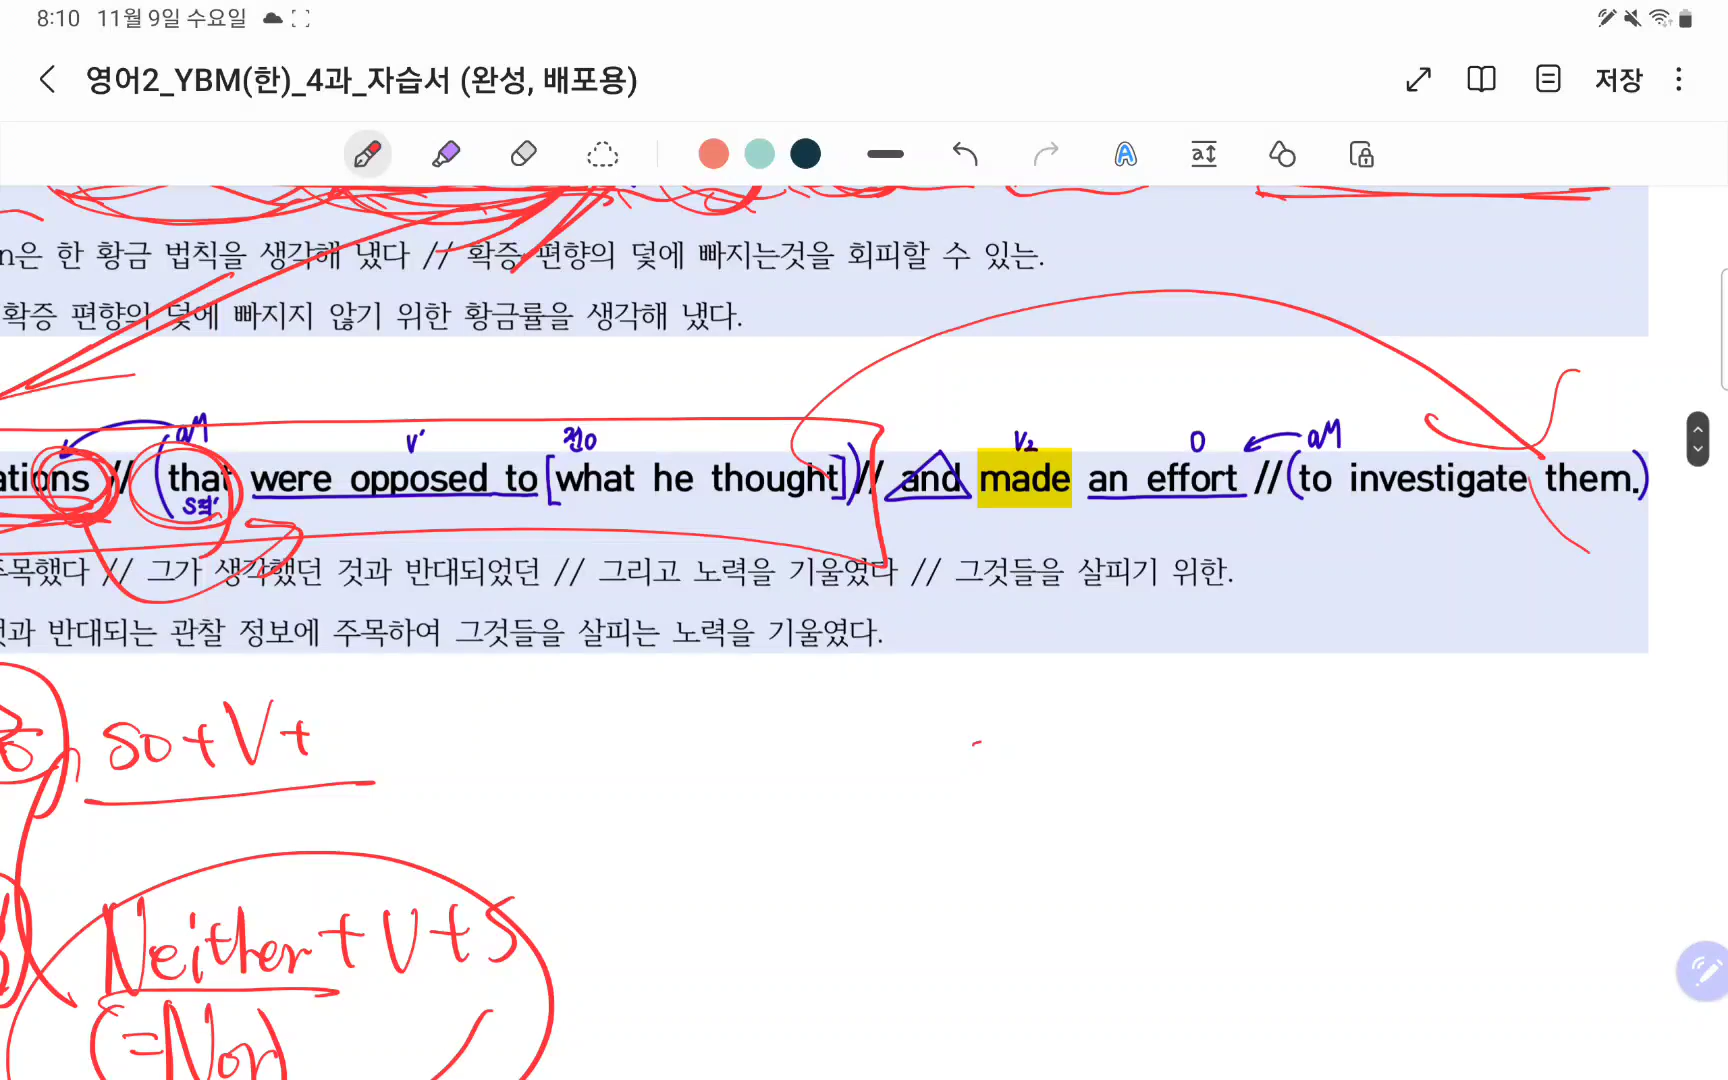 8:10 11월 9일 수요일
영어2_YBM(한)_4과_자습서 (완성, 배포용)
저장
n은 한 황금 법칙을 생각해 냈다 // 확증 편향의 덫에 빠지는것을 회피할 수 있는.
확증 편향의 덫에 빠지지 않기 위한 황금률을 생각해 냈다.
aM V' 전O V₂ O aM
ations // (that were opposed to [what he thought])// and made an effort //(to investigate them.)
S관'
주목했다 // 그가 생각했던 것과 반대되었던 // 그리고 노력을 기울였다 // 그것들을 살피기 위한.
것과 반대되는 관찰 정보에 주목하여 그것들을 살피는 노력을 기울였다.
so+V+
Neither+V+S
(=Nor)